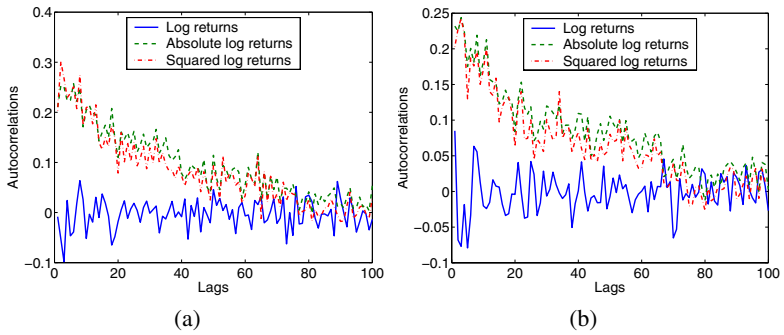 0.4
0.3
0.2
0.1
0
−0.1
Autocorrelations
Log returns
Absolute log returns
Squared log returns
0 20 40 60 80 100
Lags
(a)
0.25
0.2
0.15
0.1
0.05
0
−0.05
−0.1
Autocorrelations
Log returns
Absolute log returns
Squared log returns
0 20 40 60 80 100
Lags
(b)